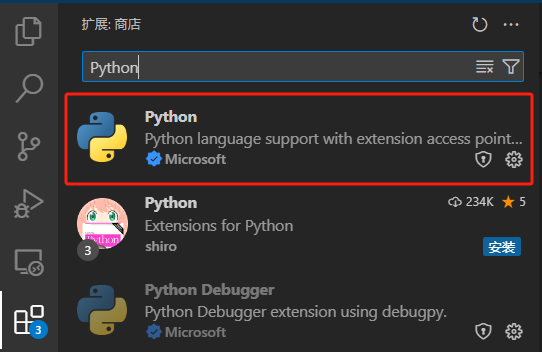 扩展: 商店
Python
Python
Python language support with extension access point...
Microsoft
Python
234K
5
Extensions for Python
Python
shiro
安装
3
Python Debugger
Python Debugger extension using debugpy.
Microsoft
3